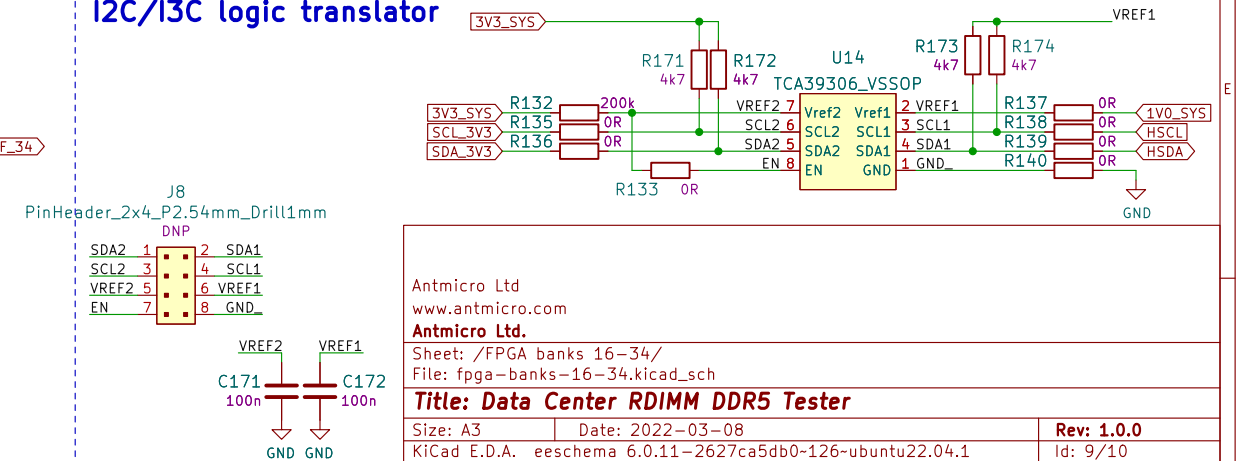 I2C/I3C logic translator
3V3_SYS
VREF1
R171
4k7
R172
4k7
R173
4k7
R174
4k7
U14
TCA39306_VSSOP
3V3_SYS
R132
200k
VREF2
7
Vref2
Vref1
2
VREF1
R137
0R
1V0_SYS
SCL_3V3
R135
0R
SCL2
6
SCL2
SCL1
3
SCL1
R138
0R
HSCL
SDA_3V3
R136
0R
SDA2
5
SDA2
SDA1
4
SDA1
R139
0R
HSDA
R133
0R
EN
8
EN
GND
1
GND_
R140
0R
GND
E
F_34
J8
PinHeader_2x4_P2.54mm_Drill1mm
DNP
SDA2 1 2 SDA1
SCL2 3 4 SCL1
VREF2 5 6 VREF1
EN 7 8 GND_
VREF2
VREF1
C171
100n
C172
100n
GND
GND
Antmicro Ltd
www.antmicro.com
Antmicro Ltd.
Sheet: /FPGA banks 16-34/
File: fpga-banks-16-34.kicad_sch
Title: Data Center RDIMM DDR5 Tester
Size: A3
Date: 2022-03-08
Rev: 1.0.0
KiCad E.D.A. eeschema 6.0.11-2627ca5db0~126~ubuntu22.04.1
Id: 9/10